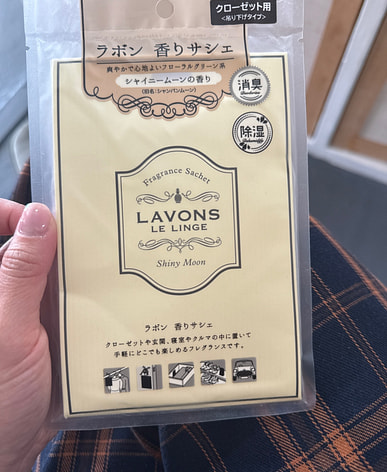 クローゼット用
<吊り下げタイプ>
ラボン 香りサシェ
爽やかで心地よいフローラルグリーン系
シャイニームーンの香り
(旧名:シャンパンムーン)
消臭
除湿
Fragrance Sachet
LAVONS
LE LINGE
Shiny Moon
ラボン 香りサシェ
クローゼットや玄関、寝室やクルマの中に置いて
手軽にどこでも楽しめるフレグランスです。